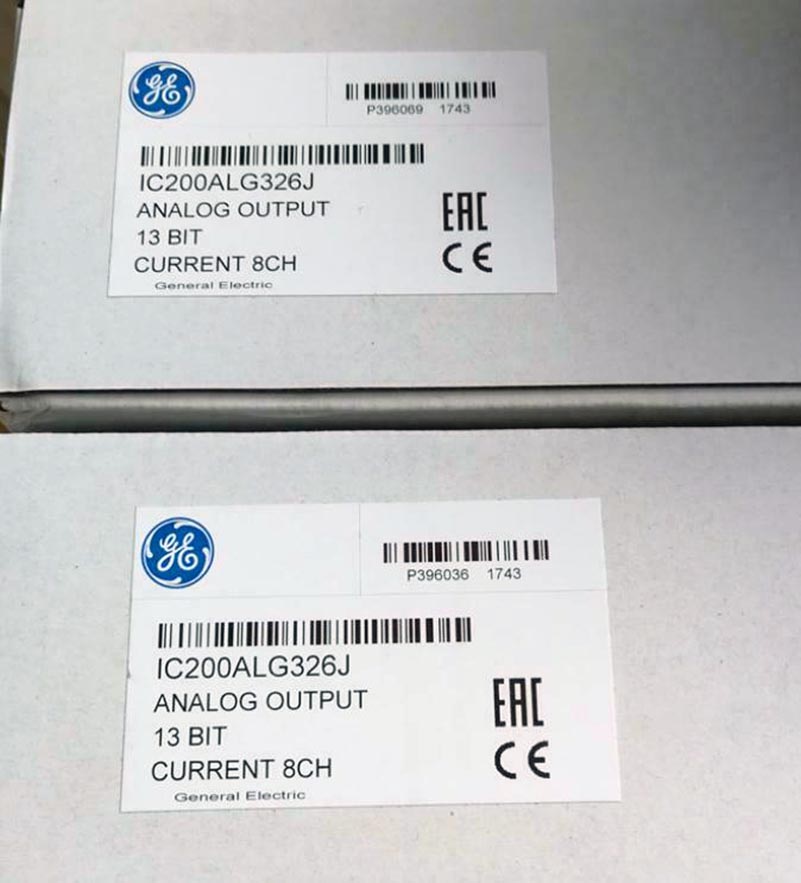 GE
P396069 1743
IC200ALG326J
ANALOG OUTPUT
13 BIT
CURRENT 8CH
General Electric
EAC
CE
GE
P396036 1743
IC200ALG326J
ANALOG OUTPUT
13 BIT
CURRENT 8CH
General Electric
EAC
CE